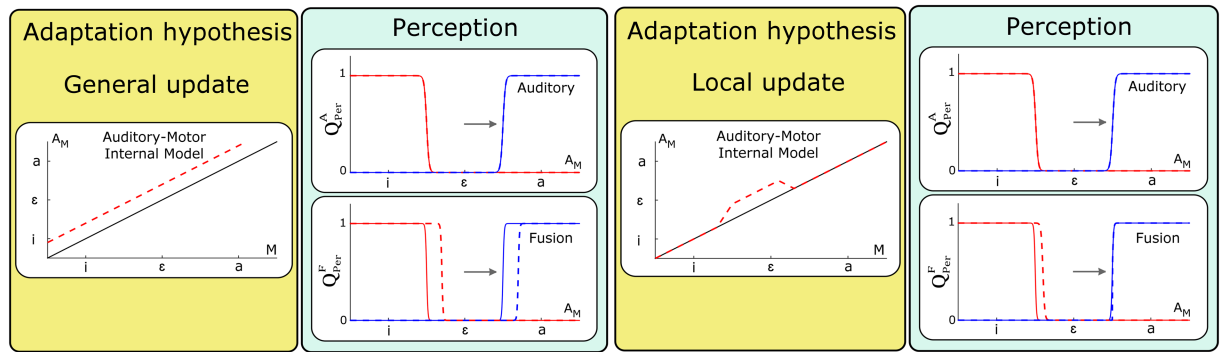 Adaptation hypothesis
General update
A_M
Auditory-Motor
Internal Model
a
ε
i
i ε a
M
Perception
1
Q^A_Per
Auditory
A_M
0
i ε a
1
Q^F_Per
Fusion
A_M
0
i ε a
Adaptation hypothesis
Local update
A_M
Auditory-Motor
Internal Model
a
ε
i
i ε a
M
Perception
1
Q^A_Per
Auditory
A_M
0
i ε a
1
Q^F_Per
Fusion
A_M
0
i ε a